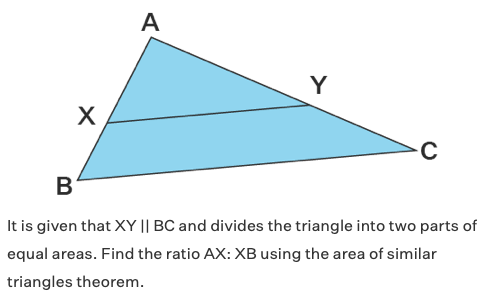 A
Y
X
C
B
It is given that XY || BC and divides the triangle into two parts of
equal areas. Find the ratio AX: XB using the area of similar
triangles theorem.